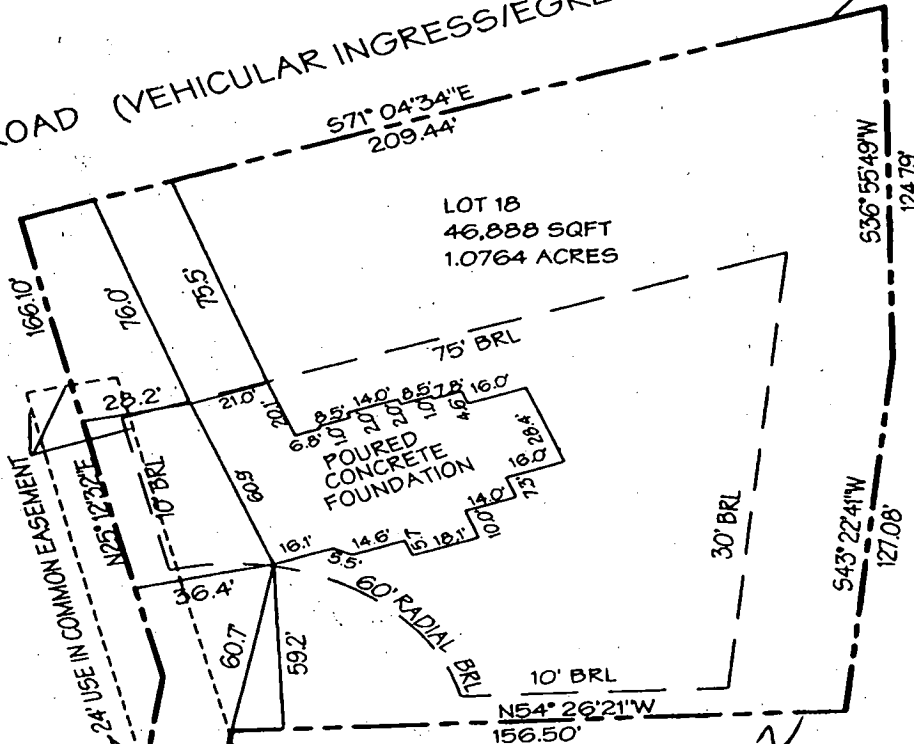 ROAD (VEHICULAR INGRESS/EGRE
S71° 04'34"E
209.44'
LOT 18
46,888 SQFT
1.0764 ACRES
S36° 55'49"W
124.79'
166.10'
76.0'
75.5'
75' BRL
28.2'
21.0'
20.1'
6.8'
8.5'
1.0'
14.0'
2.0'
2.0'
8.5'
1.0'
7.8'
4.6'
16.0'
28.4'
POURED
CONCRETE
FOUNDATION
16.0'
7.3'
14.0'
10.0'
18.1'
5.7'
14.6'
5.5'
16.1'
60.9'
10' BRL
N25° 12'32"E
24' USE IN COMMON EASEMENT
36.4'
60' RADIAL BRL
30' BRL
S43° 22'41"W
127.08'
60.7'
59.2'
10' BRL
N54° 26'21"W
156.50'